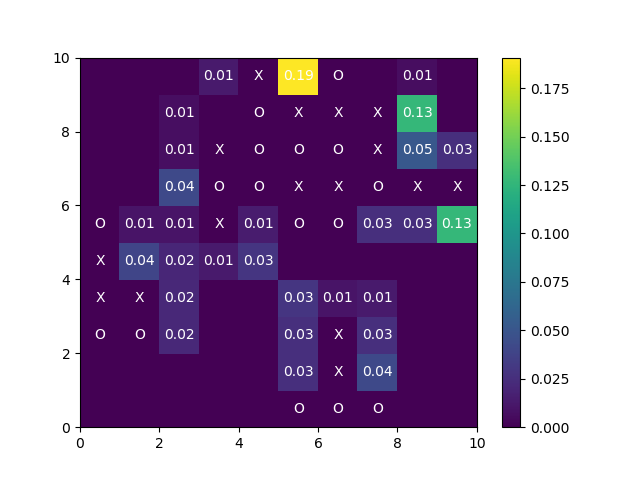 10
0.01 X 0.19 O 0.01
0.175
0.01 O X X X 0.13
8
0.150
0.01 X O O O X 0.05 0.03
0.125
0.04 O O X X O X X
6
0.100
O 0.01 0.01 X 0.01 O O 0.03 0.03 0.13
0.075
X 0.04 0.02 0.01 0.03
4
X X 0.02 0.03 0.01 0.01
0.050
O O 0.02 0.03 X 0.03
2
0.025
0.03 X 0.04
O O O
0
0.000
0 2 4 6 8 10